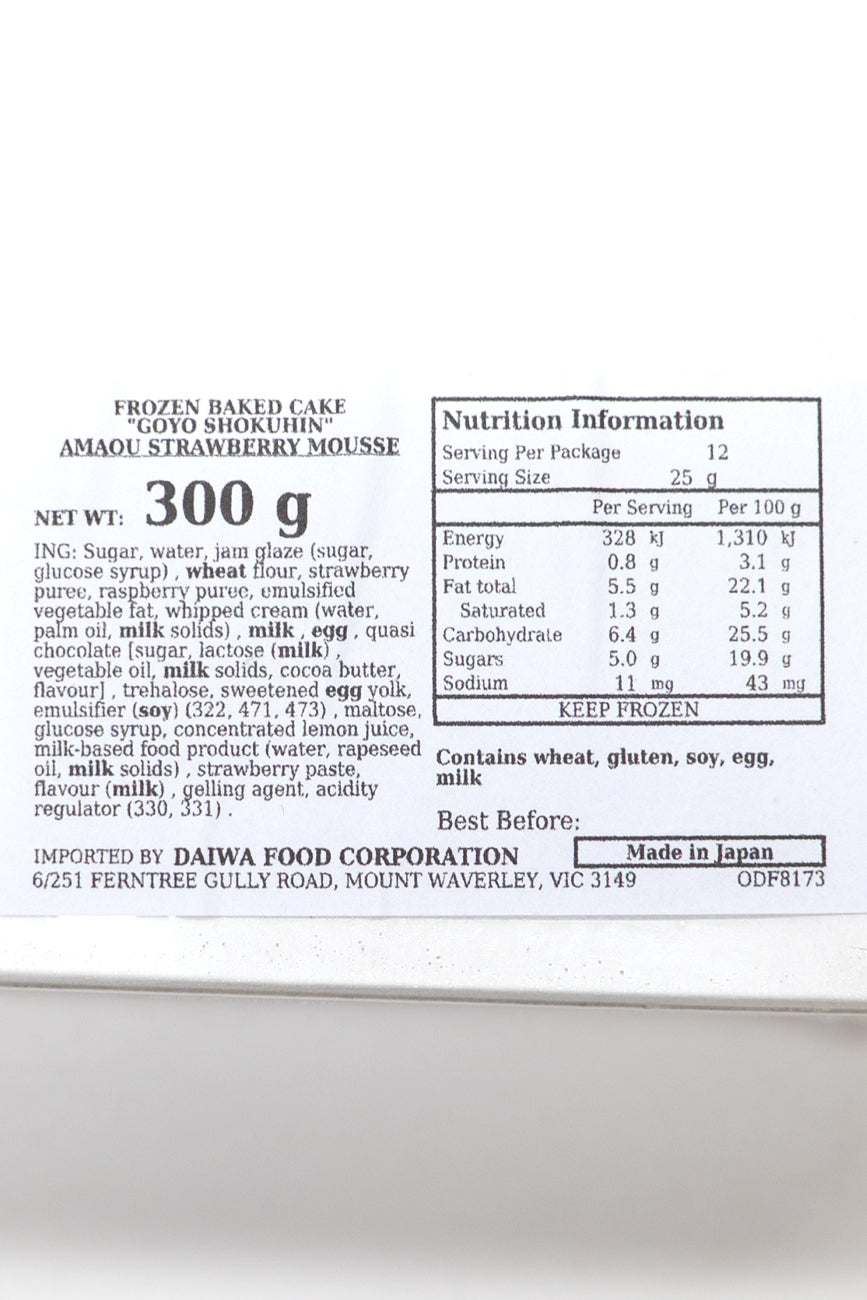 FROZEN BAKED CAKE
"GOYO SHOKUHIN"
AMAOU STRAWBERRY MOUSSE
NET WT: 300 g
ING: Sugar, water, jam glaze (sugar,
glucose syrup) , wheat flour, strawberry
puree, raspberry puree, emulsified
vegetable fat, whipped cream (water,
palm oil, milk solids) , milk , egg , quasi
chocolate [sugar, lactose (milk) ,
vegetable oil, milk solids, cocoa butter,
flavour] , trehalose, sweetened egg yolk,
emulsifier (soy) (322, 471, 473) , maltose,
glucose syrup, concentrated lemon juice,
milk-based food product (water, rapeseed
oil, milk solids) , strawberry paste,
flavour (milk) , gelling agent, acidity
regulator (330, 331) .
Nutrition Information
Serving Per Package 12
Serving Size 25 g
Per Serving Per 100 g
Energy 328 kJ 1,310 kJ
Protein 0.8 g 3.1 g
Fat total 5.5 g 22.1 g
Saturated 1.3 g 5.2 g
Carbohydrate 6.4 g 25.5 g
Sugars 5.0 g 19.9 g
Sodium 11 mg 43 mg
KEEP FROZEN
Contains wheat, gluten, soy, egg,
milk
Best Before:
IMPORTED BY DAIWA FOOD CORPORATION
Made in Japan
6/251 FERNTREE GULLY ROAD, MOUNT WAVERLEY, VIC 3149
ODF8173